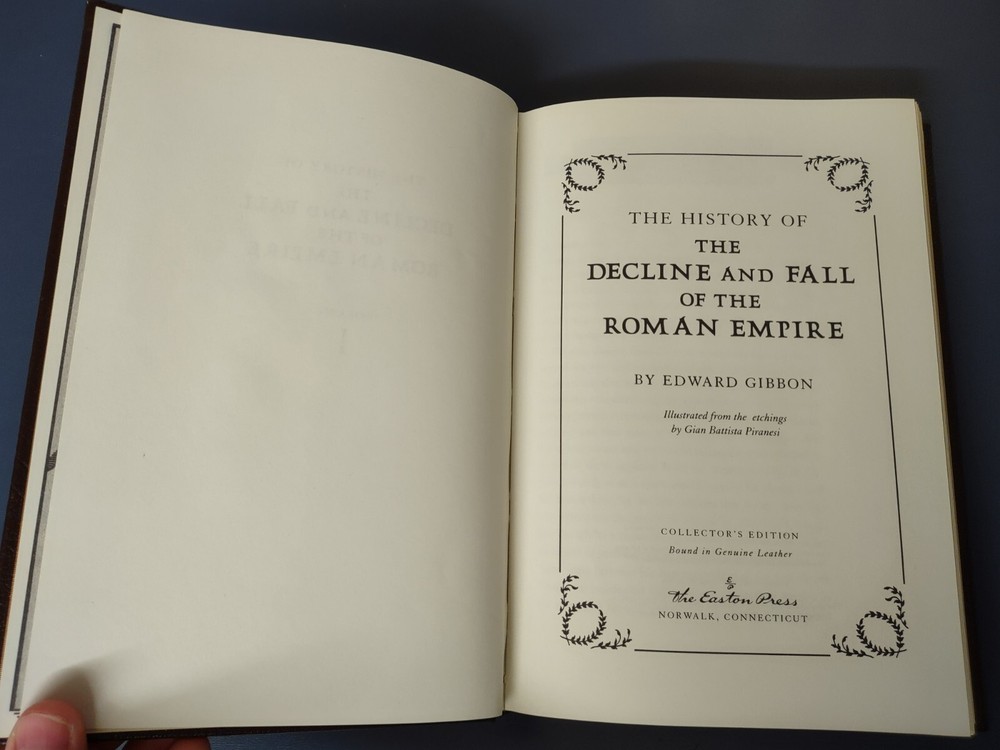 THE HISTORY OF
THE
DECLINE AND FALL
OF THE
ROMAN EMPIRE
BY EDWARD GIBBON
Illustrated from the etchings
by Gian Battista Piranesi
COLLECTOR'S EDITION
Bound in Genuine Leather
The Easton Press
NORWALK, CONNECTICUT